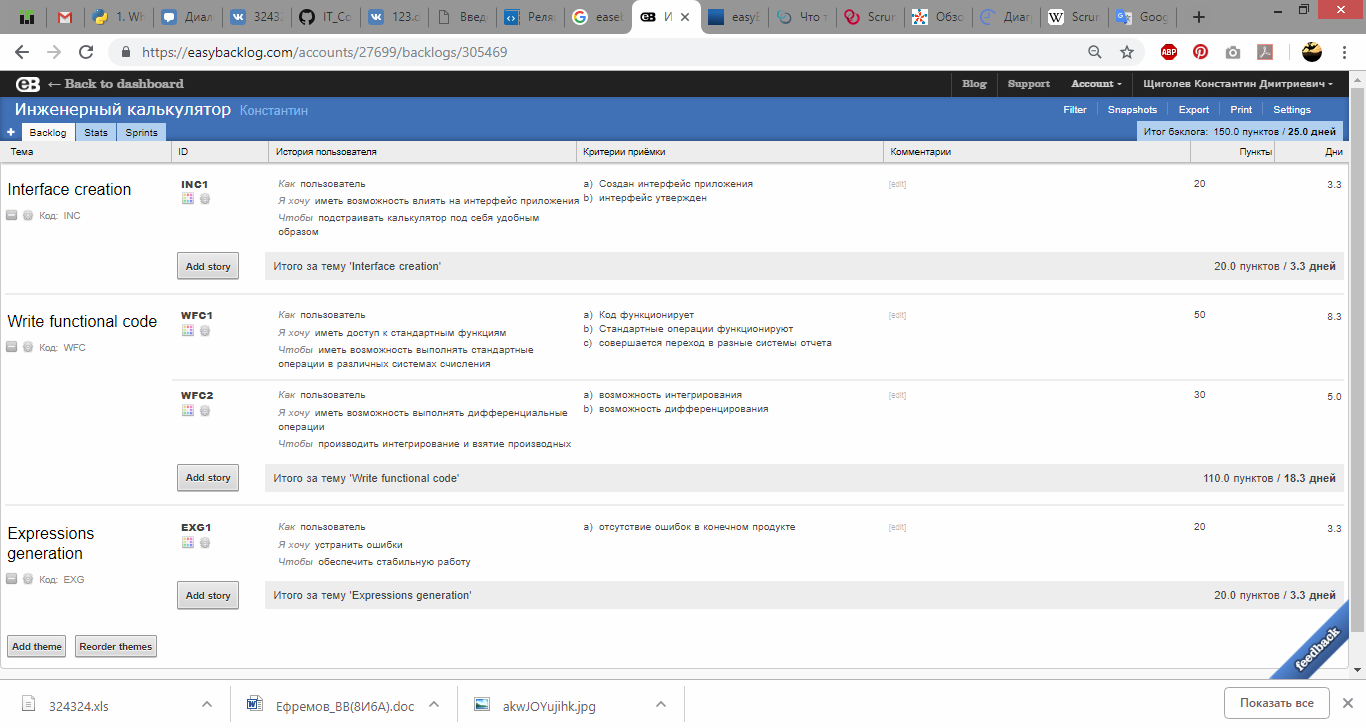 1. Wh
Диал
3243
IT_Co
123.d
Введ
Реля
easel
И
easyE
Что т
Scrun
Обзо
Диагр
Scrun
Goog
https://easybacklog.com/accounts/27699/backlogs/305469
ABP
eB ← Back to dashboard
Blog Support Account Щиголев Константин Дмитриевич
Инженерный калькулятор Константин
Filter Snapshots Export Print Settings
+ Backlog Stats Sprints
Итог бэклога: 150.0 пунктов / 25.0 дней
Тема ID История пользователя Критерии приёмки Комментарии Пункты Дни
Interface creation
Код: INC
INC1
Как пользователь
Я хочу иметь возможность влиять на интерфейс приложения
Чтобы подстраивать калькулятор под себя удобным
образом
a) Создан интерфейс приложения
b) интерфейс утвержден
[edit]
20
3.3
Add story
Итого за тему 'Interface creation'
20.0 пунктов / 3.3 дней
Write functional code
Код: WFC
WFC1
Как пользователь
Я хочу иметь доступ к стандартным функциям
Чтобы иметь возможность выполнять стандартные
операции в различных системах счисления
a) Код функционирует
b) Стандартные операции функционируют
c) совершается переход в разные системы отчета
[edit]
50
8.3
WFC2
Как пользователь
Я хочу иметь возможность выполнять дифференциальные
операции
Чтобы производить интегрирование и взятие производных
a) возможность интегрирования
b) возможность дифференцирования
[edit]
30
5.0
Add story
Итого за тему 'Write functional code'
110.0 пунктов / 18.3 дней
Expressions
generation
Код: EXG
EXG1
Как пользователь
Я хочу устранить ошибки
Чтобы обеспечить стабильную работу
a) отсутствие ошибок в конечном продукте
[edit]
20
3.3
Add story
Итого за тему 'Expressions generation'
20.0 пунктов / 3.3 дней
Add theme Reorder themes
feedback
324324.xls
Ефремов_ВВ(8И6А).doc
akwJOYujihk.jpg
Показать все